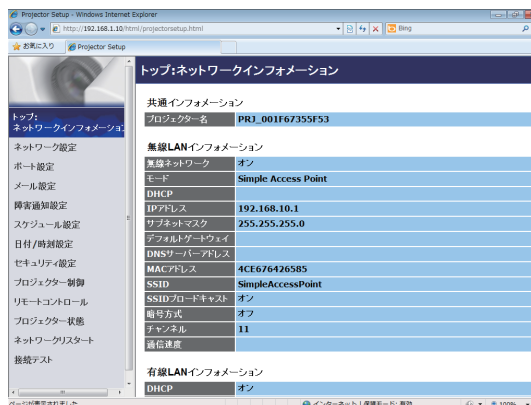 Projector Setup - Windows Internet Explorer
http://192.168.1.10/html/projectorsetup.html
Bing
お気に入り
Projector Setup
トップ:ネットワークインフォメーション
共通インフォメーション
プロジェクター名 PRJ_001F67355F53
無線LANインフォメーション
無線ネットワーク オン
モード Simple Access Point
DHCP
IPアドレス 192.168.10.1
サブネットマスク 255.255.255.0
デフォルトゲートウェイ
DNSサーバーアドレス
MACアドレス 4CE676426585
SSID SimpleAccessPoint
SSIDブロードキャスト オン
暗号方式 オフ
チャンネル 11
通信速度
有線LANインフォメーション
DHCP オン
トップ:
ネットワークインフォメーション
ネットワーク設定
ポート設定
メール設定
障害通知設定
スケジュール設定
日付/時刻設定
セキュリティ設定
プロジェクター制御
リモートコントロール
プロジェクター状態
ネットワークリスタート
接続テスト
ページが表示されました
インターネット | 保護モード: 有効
100%